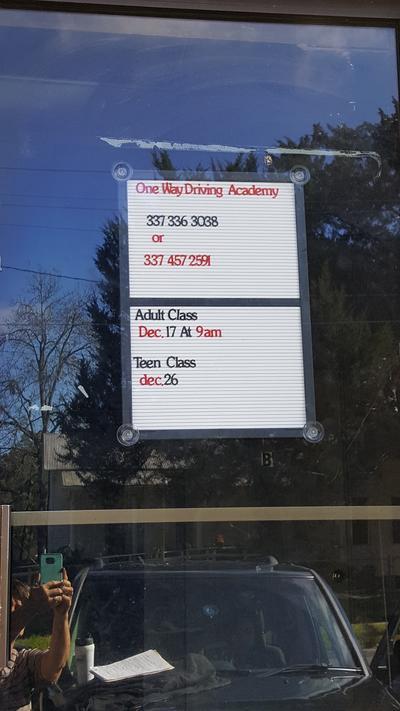 One Way Driving Academy
337 336 3038
or
337 457 2591
Adult Class
Dec. 17 At 9am
Teen Class
dec. 26
B